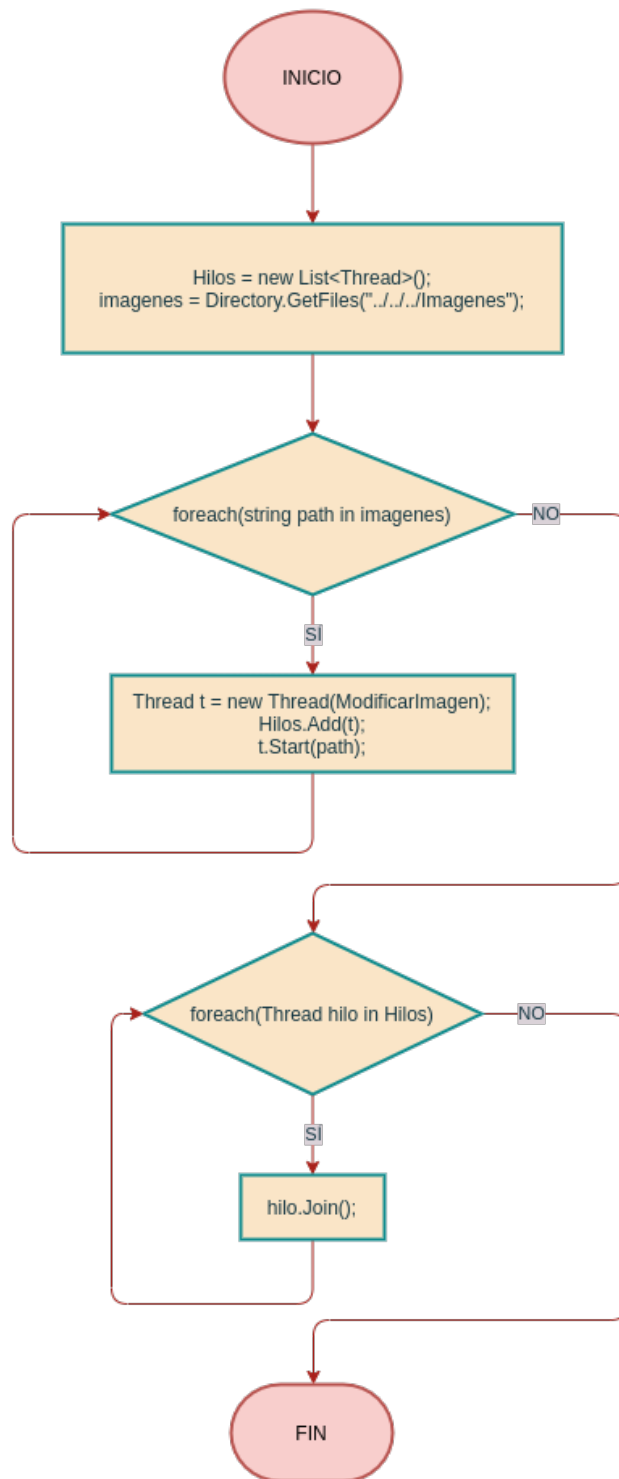 INICIO
Hilos = new List<Thread>();
imagenes = Directory.GetFiles("../../../Imagenes");
foreach(string path in imagenes)
NO
SI
Thread t = new Thread(ModificarImagen);
Hilos.Add(t);
t.Start(path);
foreach(Thread hilo in Hilos)
NO
SI
hilo.Join();
FIN